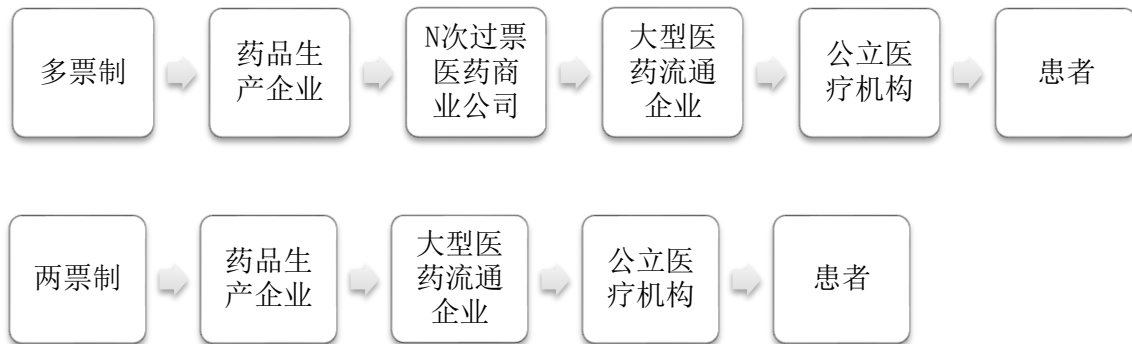 多票制
药品生
产企业
N次过票
医药商
业公司
大型医
药流通
企业
公立医
疗机构
患者
两票制
药品生
产企业
大型医
药流通
企业
公立医
疗机构
患者